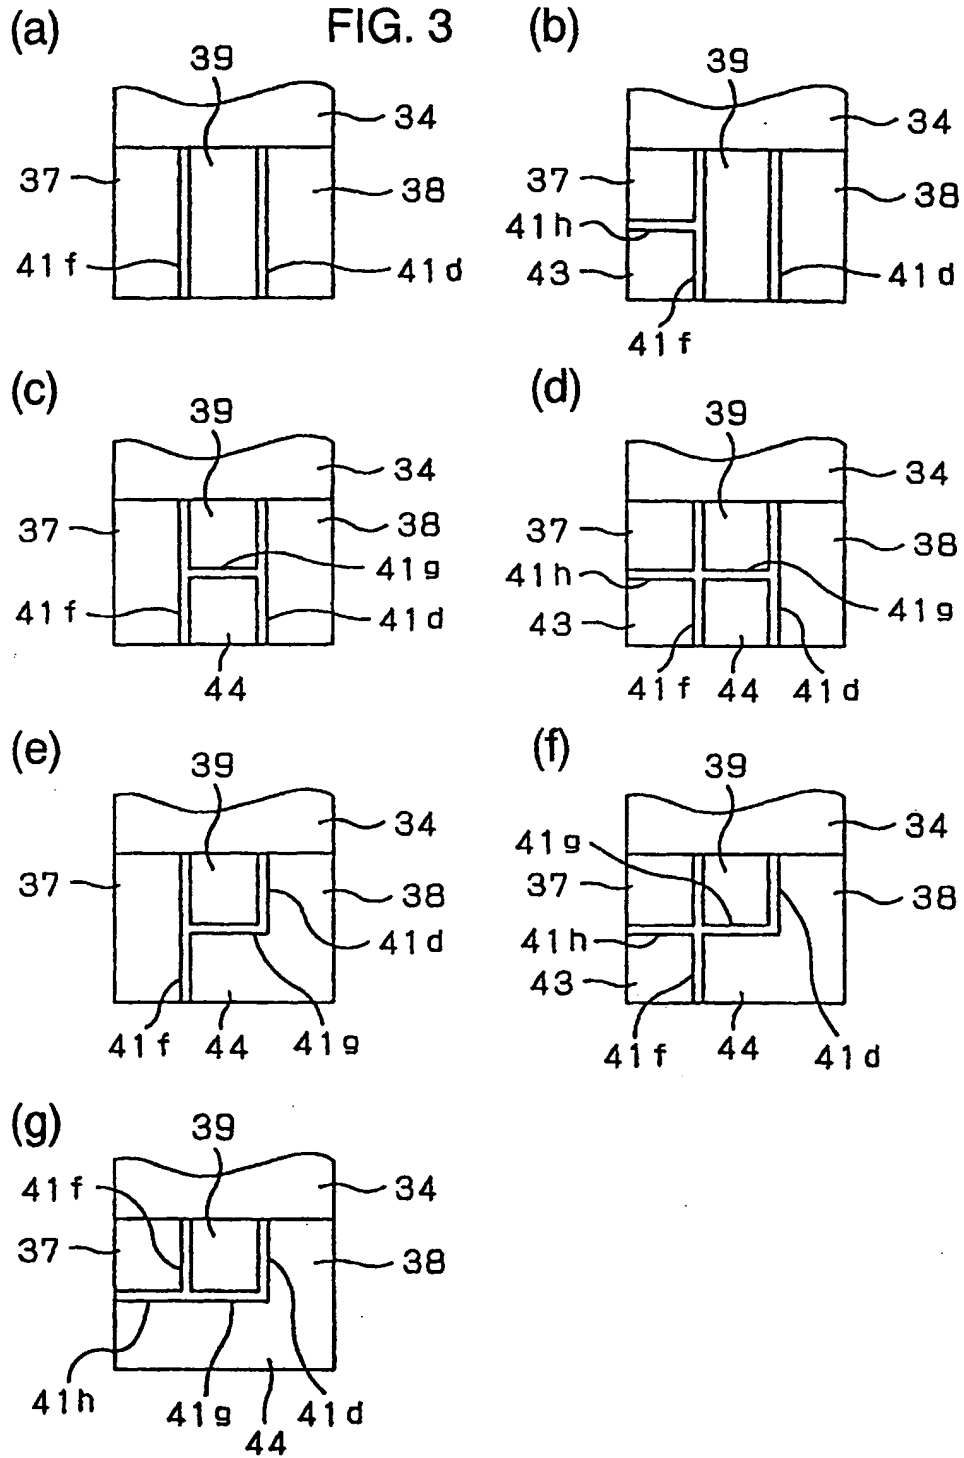 (a) FIG. 3 (b)
39 39
34 34
37 38 37 38
41h
41f 41d 43 41d
41f
(c) (d)
39 39
34 34
37 38 37 38
41g 41h
41f 41d 43 41g
44 41f 44 41d
(e) (f)
39 39
34 41g 34
37 38 37 38
41d 41h
43
41f 44 41g 41f 44 41d
(g)
39
41f 34
37 38
41h 41g 41d
44